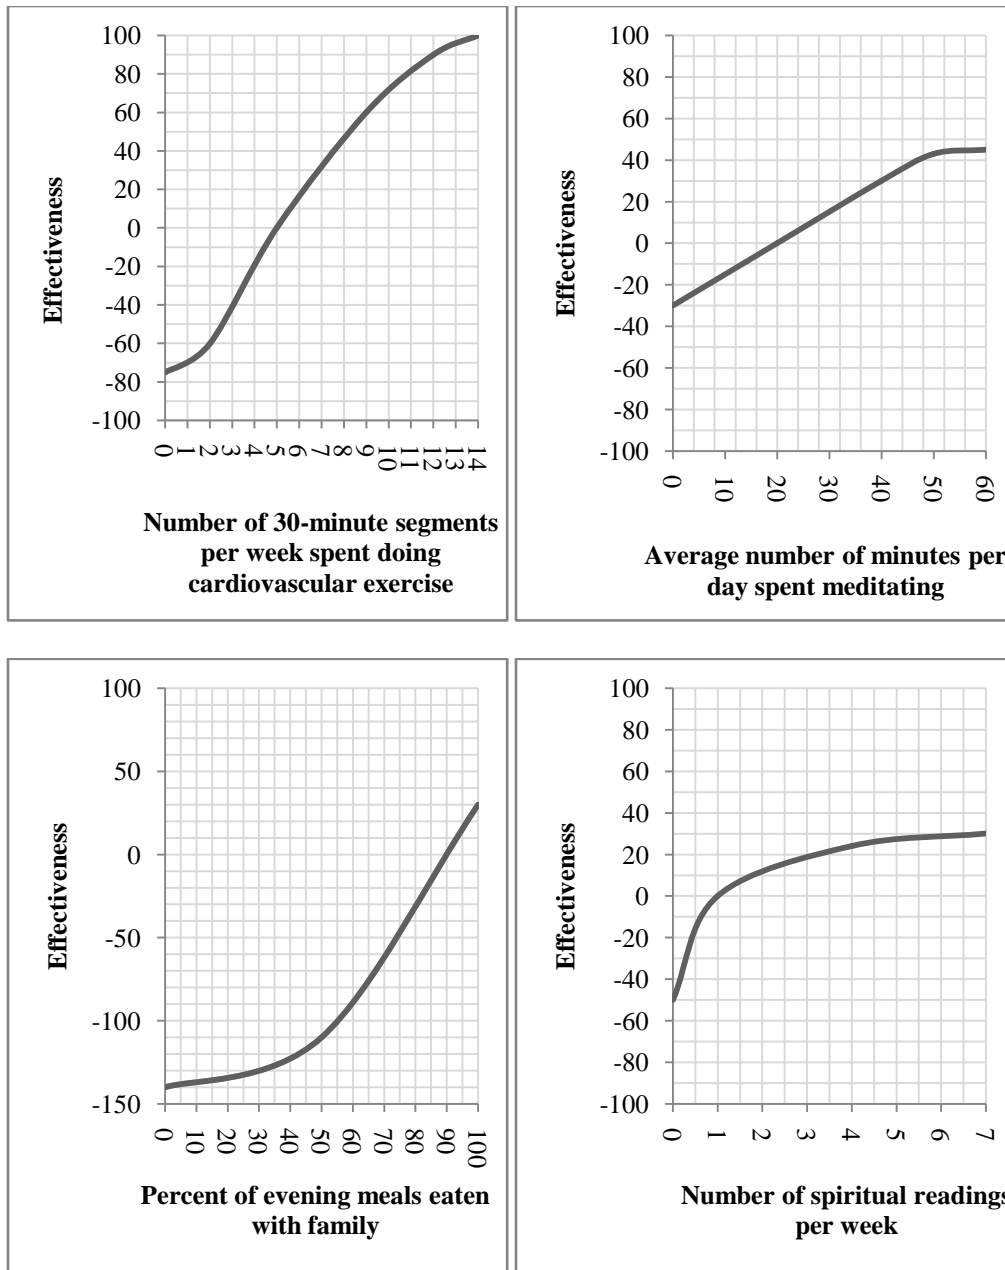 100
80
60
40
20
0
-20
-40
-60
-80
-100
Effectiveness
0 1 2 3 4 5 6 7 8 9 10 11 12 13 14
Number of 30-minute segments
per week spent doing
cardiovascular exercise
100
80
60
40
20
0
-20
-40
-60
-80
-100
Effectiveness
0 10 20 30 40 50 60
Average number of minutes per
day spent meditating
100
50
0
-50
-100
-150
Effectiveness
0 10 20 30 40 50 60 70 80 90 100
Percent of evening meals eaten
with family
100
80
60
40
20
0
-20
-40
-60
-80
-100
Effectiveness
0 1 2 3 4 5 6 7
Number of spiritual readings
per week